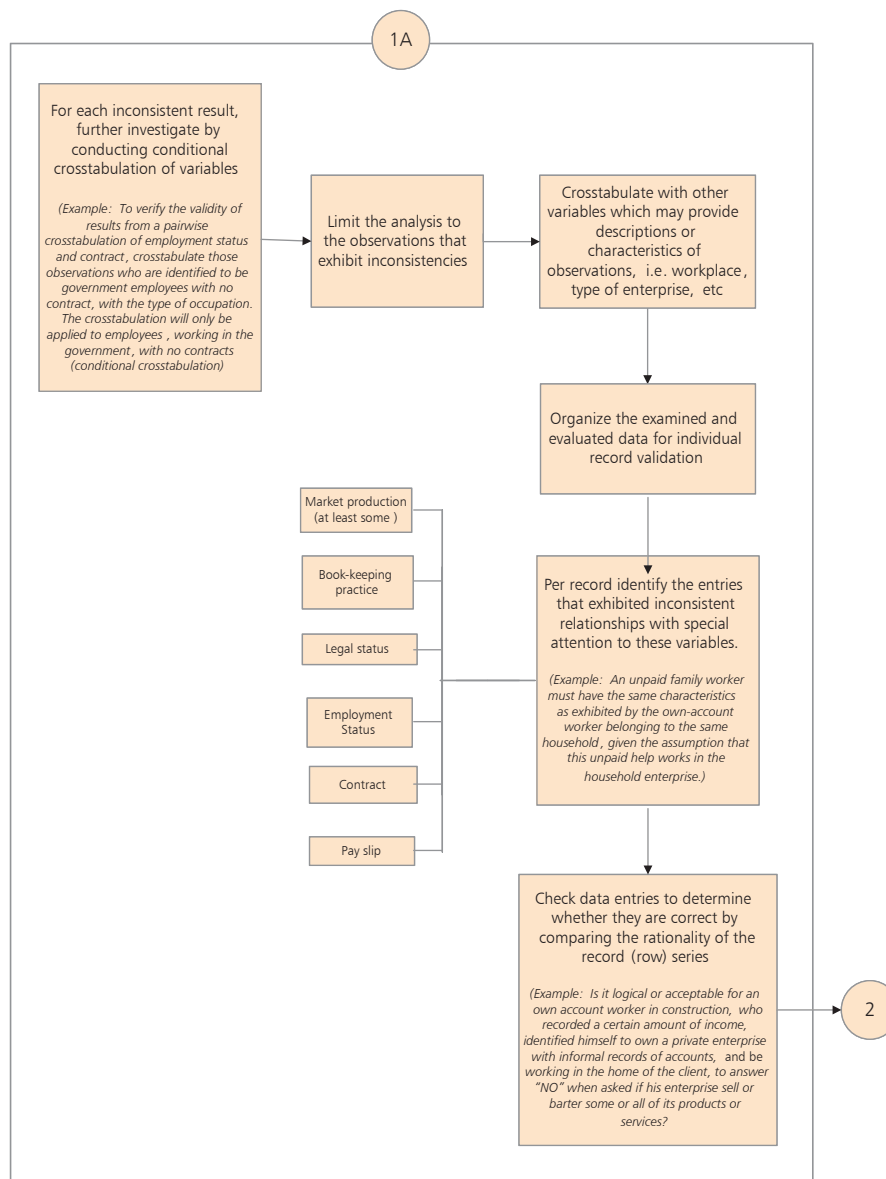 1A
For each inconsistent result,
further investigate by
conducting conditional
crosstabulation of variables
(Example: To verify the validity of
results from a pairwise
crosstabulation of employment status
and contract, crosstabulate those
observations who are identified to be
government employees with no
contract, with the type of occupation.
The crosstabulation will only be
applied to employees , working in the
government, with no contracts
(conditional crosstabulation)
Limit the analysis to
the observations that
exhibit inconsistencies
Crosstabulate with other
variables which may provide
descriptions or
characteristics of
observations, i.e. workplace,
type of enterprise, etc
Organize the examined and
evaluated data for individual
record validation
Market production
(at least some )
Book-keeping
practice
Legal status
Employment
Status
Contract
Pay slip
Per record identify the entries
that exhibited inconsistent
relationships with special
attention to these variables.
(Example: An unpaid family worker
must have the same characteristics
as exhibited by the own-account
worker belonging to the same
household, given the assumption that
this unpaid help works in the
household enterprise.)
Check data entries to determine
whether they are correct by
comparing the rationality of the
record (row) series
(Example: Is it logical or acceptable for an
own account worker in construction, who
recorded a certain amount of income,
identified himself to own a private enterprise
with informal records of accounts, and be
working in the home of the client, to answer
“NO” when asked if his enterprise sell or
barter some or all of its products or
services?
2